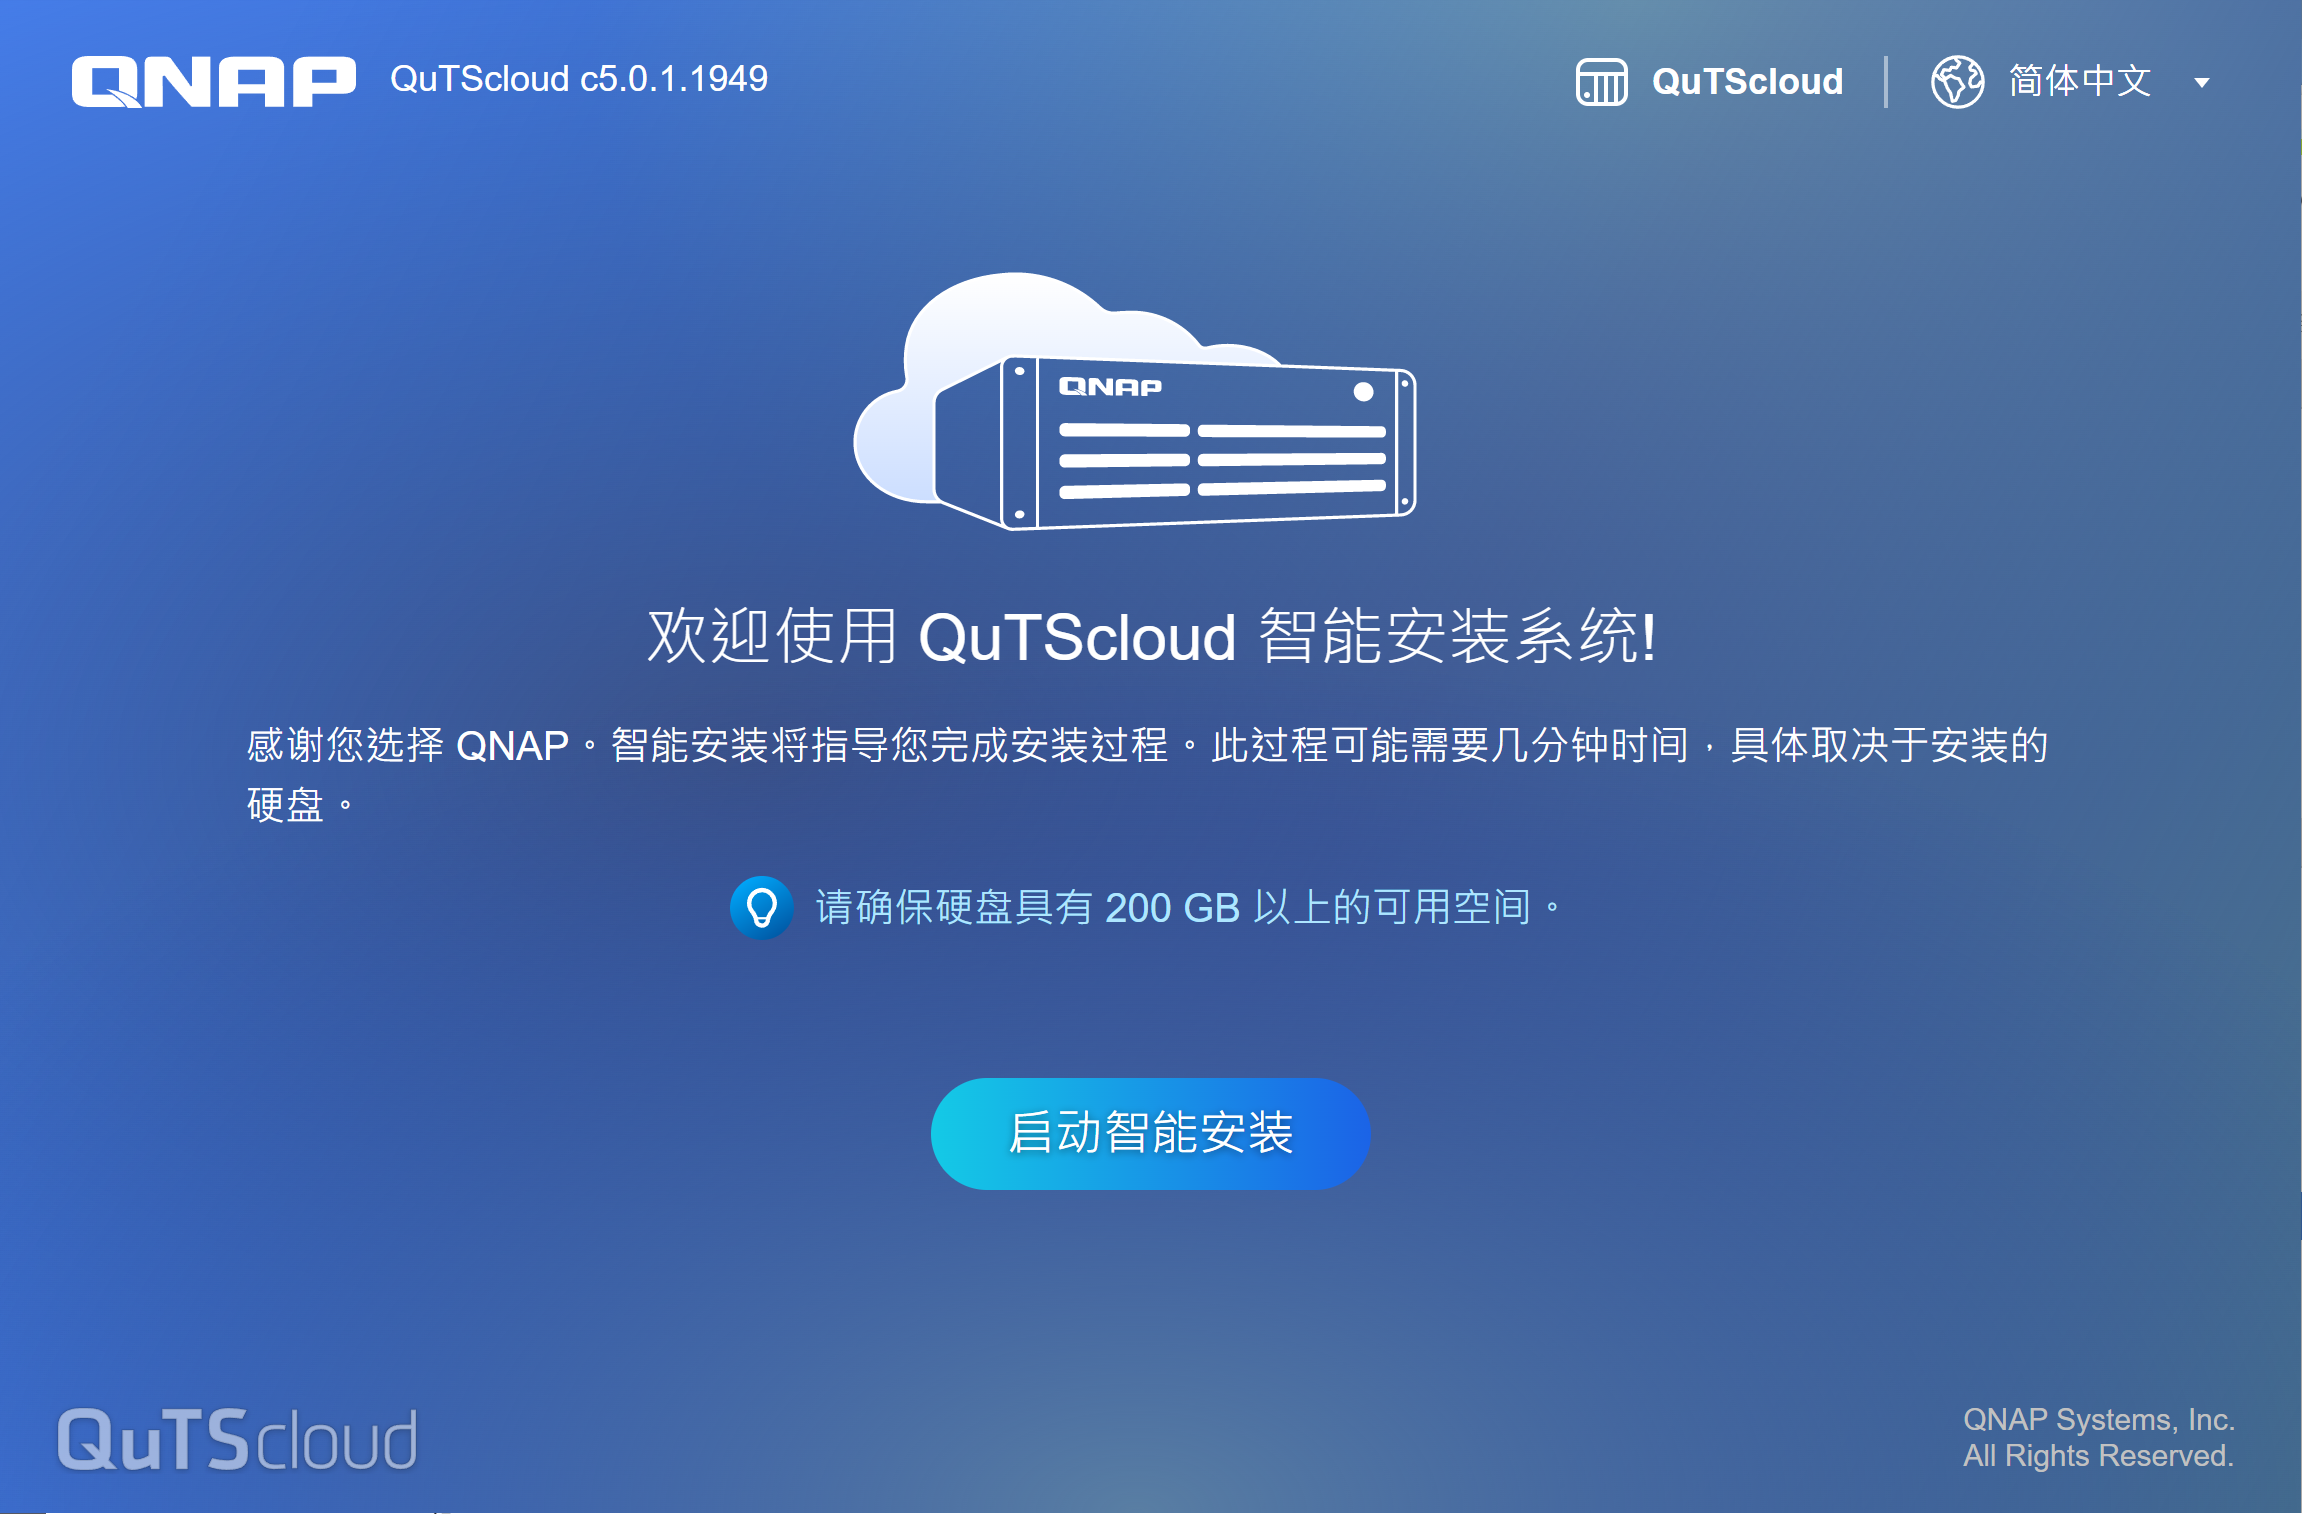 QNAP QuTScloud c5.0.1.1949
QuTScloud 简体中文
QNAP
欢迎使用 QuTScloud 智能安装系统!
感谢您选择 QNAP。智能安装将指导您完成安装过程。此过程可能需要几分钟时间，具体取决于安装的
硬盘。
请确保硬盘具有 200 GB 以上的可用空间。
启动智能安装
QuTScloud
QNAP Systems, Inc.
All Rights Reserved.